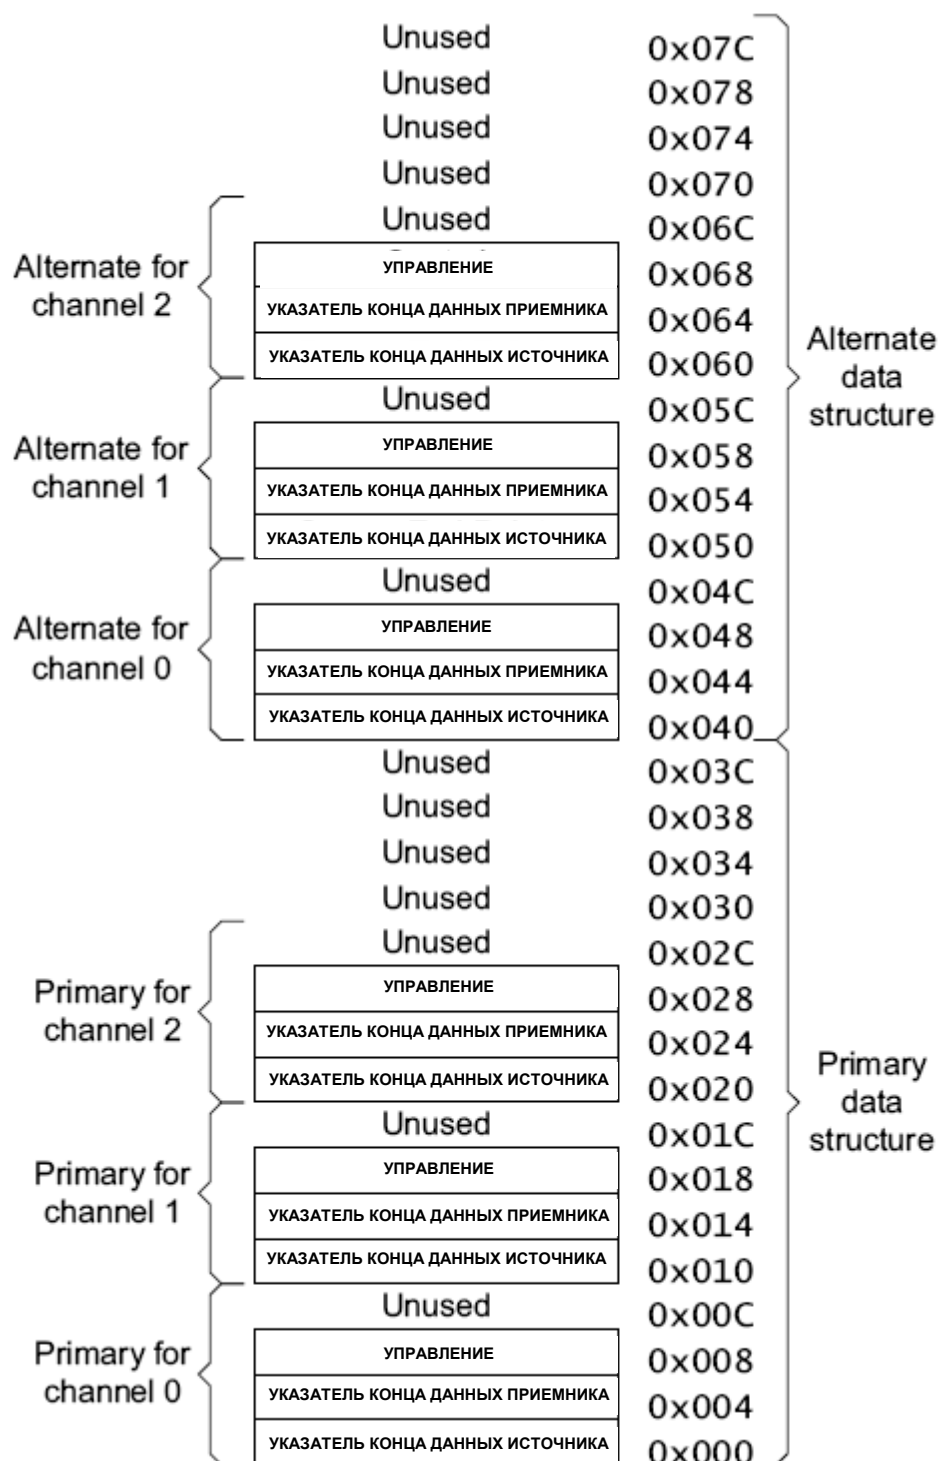 Unused 0x07C
Unused 0x078
Unused 0x074
Unused 0x070
Unused 0x06C
Alternate for
channel 2
УПРАВЛЕНИЕ 0x068
УКАЗАТЕЛЬ КОНЦА ДАННЫХ ПРИЕМНИКА 0x064
УКАЗАТЕЛЬ КОНЦА ДАННЫХ ИСТОЧНИКА 0x060
Alternate
data
structure
Unused 0x05C
Alternate for
channel 1
УПРАВЛЕНИЕ 0x058
УКАЗАТЕЛЬ КОНЦА ДАННЫХ ПРИЕМНИКА 0x054
УКАЗАТЕЛЬ КОНЦА ДАННЫХ ИСТОЧНИКА 0x050
Unused 0x04C
Alternate for
channel 0
УПРАВЛЕНИЕ 0x048
УКАЗАТЕЛЬ КОНЦА ДАННЫХ ПРИЕМНИКА 0x044
УКАЗАТЕЛЬ КОНЦА ДАННЫХ ИСТОЧНИКА 0x040
Unused 0x03C
Unused 0x038
Unused 0x034
Unused 0x030
Unused 0x02C
Primary for
channel 2
УПРАВЛЕНИЕ 0x028
УКАЗАТЕЛЬ КОНЦА ДАННЫХ ПРИЕМНИКА 0x024
УКАЗАТЕЛЬ КОНЦА ДАННЫХ ИСТОЧНИКА 0x020
Primary
data
structure
Unused 0x01C
Primary for
channel 1
УПРАВЛЕНИЕ 0x018
УКАЗАТЕЛЬ КОНЦА ДАННЫХ ПРИЕМНИКА 0x014
УКАЗАТЕЛЬ КОНЦА ДАННЫХ ИСТОЧНИКА 0x010
Unused 0x00C
Primary for
channel 0
УПРАВЛЕНИЕ 0x008
УКАЗАТЕЛЬ КОНЦА ДАННЫХ ПРИЕМНИКА 0x004
УКАЗАТЕЛЬ КОНЦА ДАННЫХ ИСТОЧНИКА 0x000